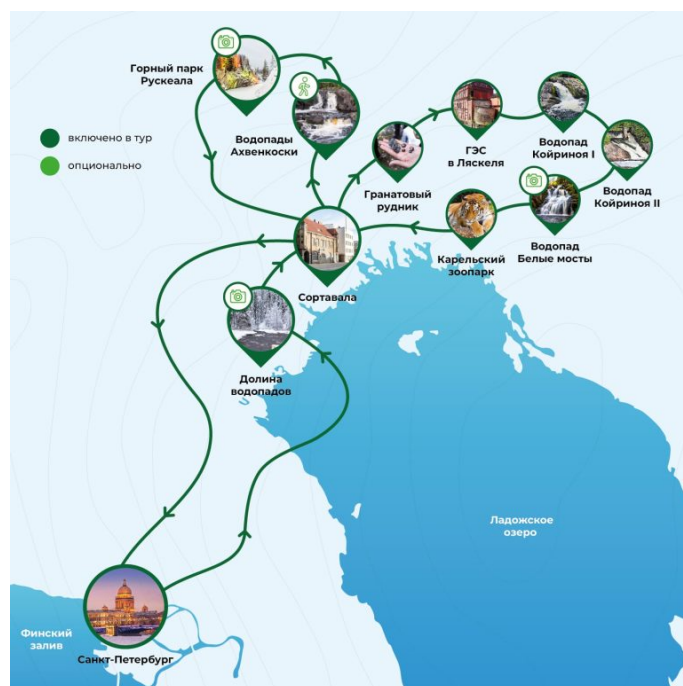 Горный парк
Рускеала
включено в тур
опционально
Водопады
Ахвенкоски
Гранатовый
рудник
ГЭС
в Ляскеля
Водопад
Койриноя I
Водопад
Койриноя II
Водопад
Белые мосты
Карельский
зоопарк
Сортавала
Долина
водопадов
Ладожское
озеро
Финский
залив
Санкт-Петербург